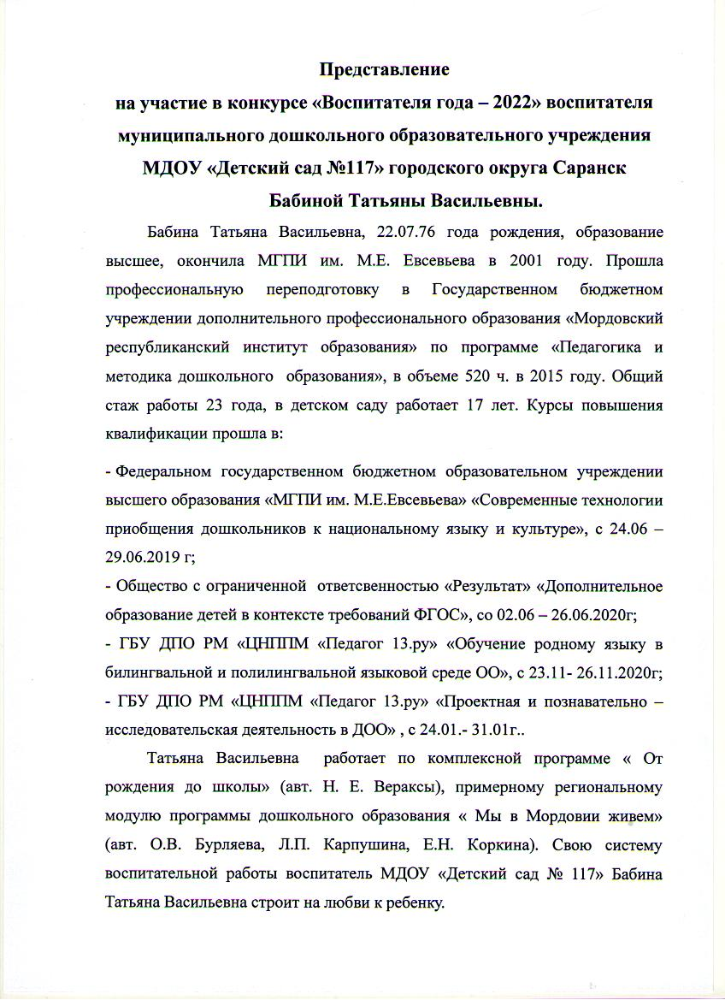 Представление
на участие в конкурсе «Воспитателя года – 2022» воспитателя
муниципального дошкольного образовательного учреждения
МДОУ «Детский сад №117» городского округа Саранск
Бабиной Татьяны Васильевны.
Бабина Татьяна Васильевна, 22.07.76 года рождения, образование
высшее, окончила МГПИ им. М.Е. Евсевьева в 2001 году. Прошла
профессиональную переподготовку в Государственном бюджетном
учреждении дополнительного профессионального образования «Мордовский
республиканский институт образования» по программе «Педагогика и
методика дошкольного образования», в объеме 520 ч. в 2015 году. Общий
стаж работы 23 года, в детском саду работает 17 лет. Курсы повышения
квалификации прошла в:
- Федеральном государственном бюджетном образовательном учреждении
высшего образования «МГПИ им. М.Е.Евсевьева» «Современные технологии
приобщения дошкольников к национальному языку и культуре», с 24.06 –
29.06.2019 г;
- Общество с ограниченной ответсвенностью «Результат» «Дополнительное
образование детей в контексте требований ФГОС», со 02.06 – 26.06.2020г;
- ГБУ ДПО РМ «ЦНППМ «Педагог 13.ру» «Обучение родному языку в
билингвальной и полилингвальной языковой среде ОО», с 23.11- 26.11.2020г;
- ГБУ ДПО РМ «ЦНППМ «Педагог 13.ру» «Проектная и познавательно –
исследовательская деятельность в ДОО» , с 24.01.- 31.01г..
Татьяна Васильевна работает по комплексной программе « От
рождения до школы» (авт. Н. Е. Вераксы), примерному региональному
модулю программы дошкольного образования « Мы в Мордовии живем»
(авт. О.В. Бурляева, Л.П. Карпушина, Е.Н. Коркина). Свою систему
воспитательной работы воспитатель МДОУ «Детский сад № 117» Бабина
Татьяна Васильевна строит на любви к ребенку.